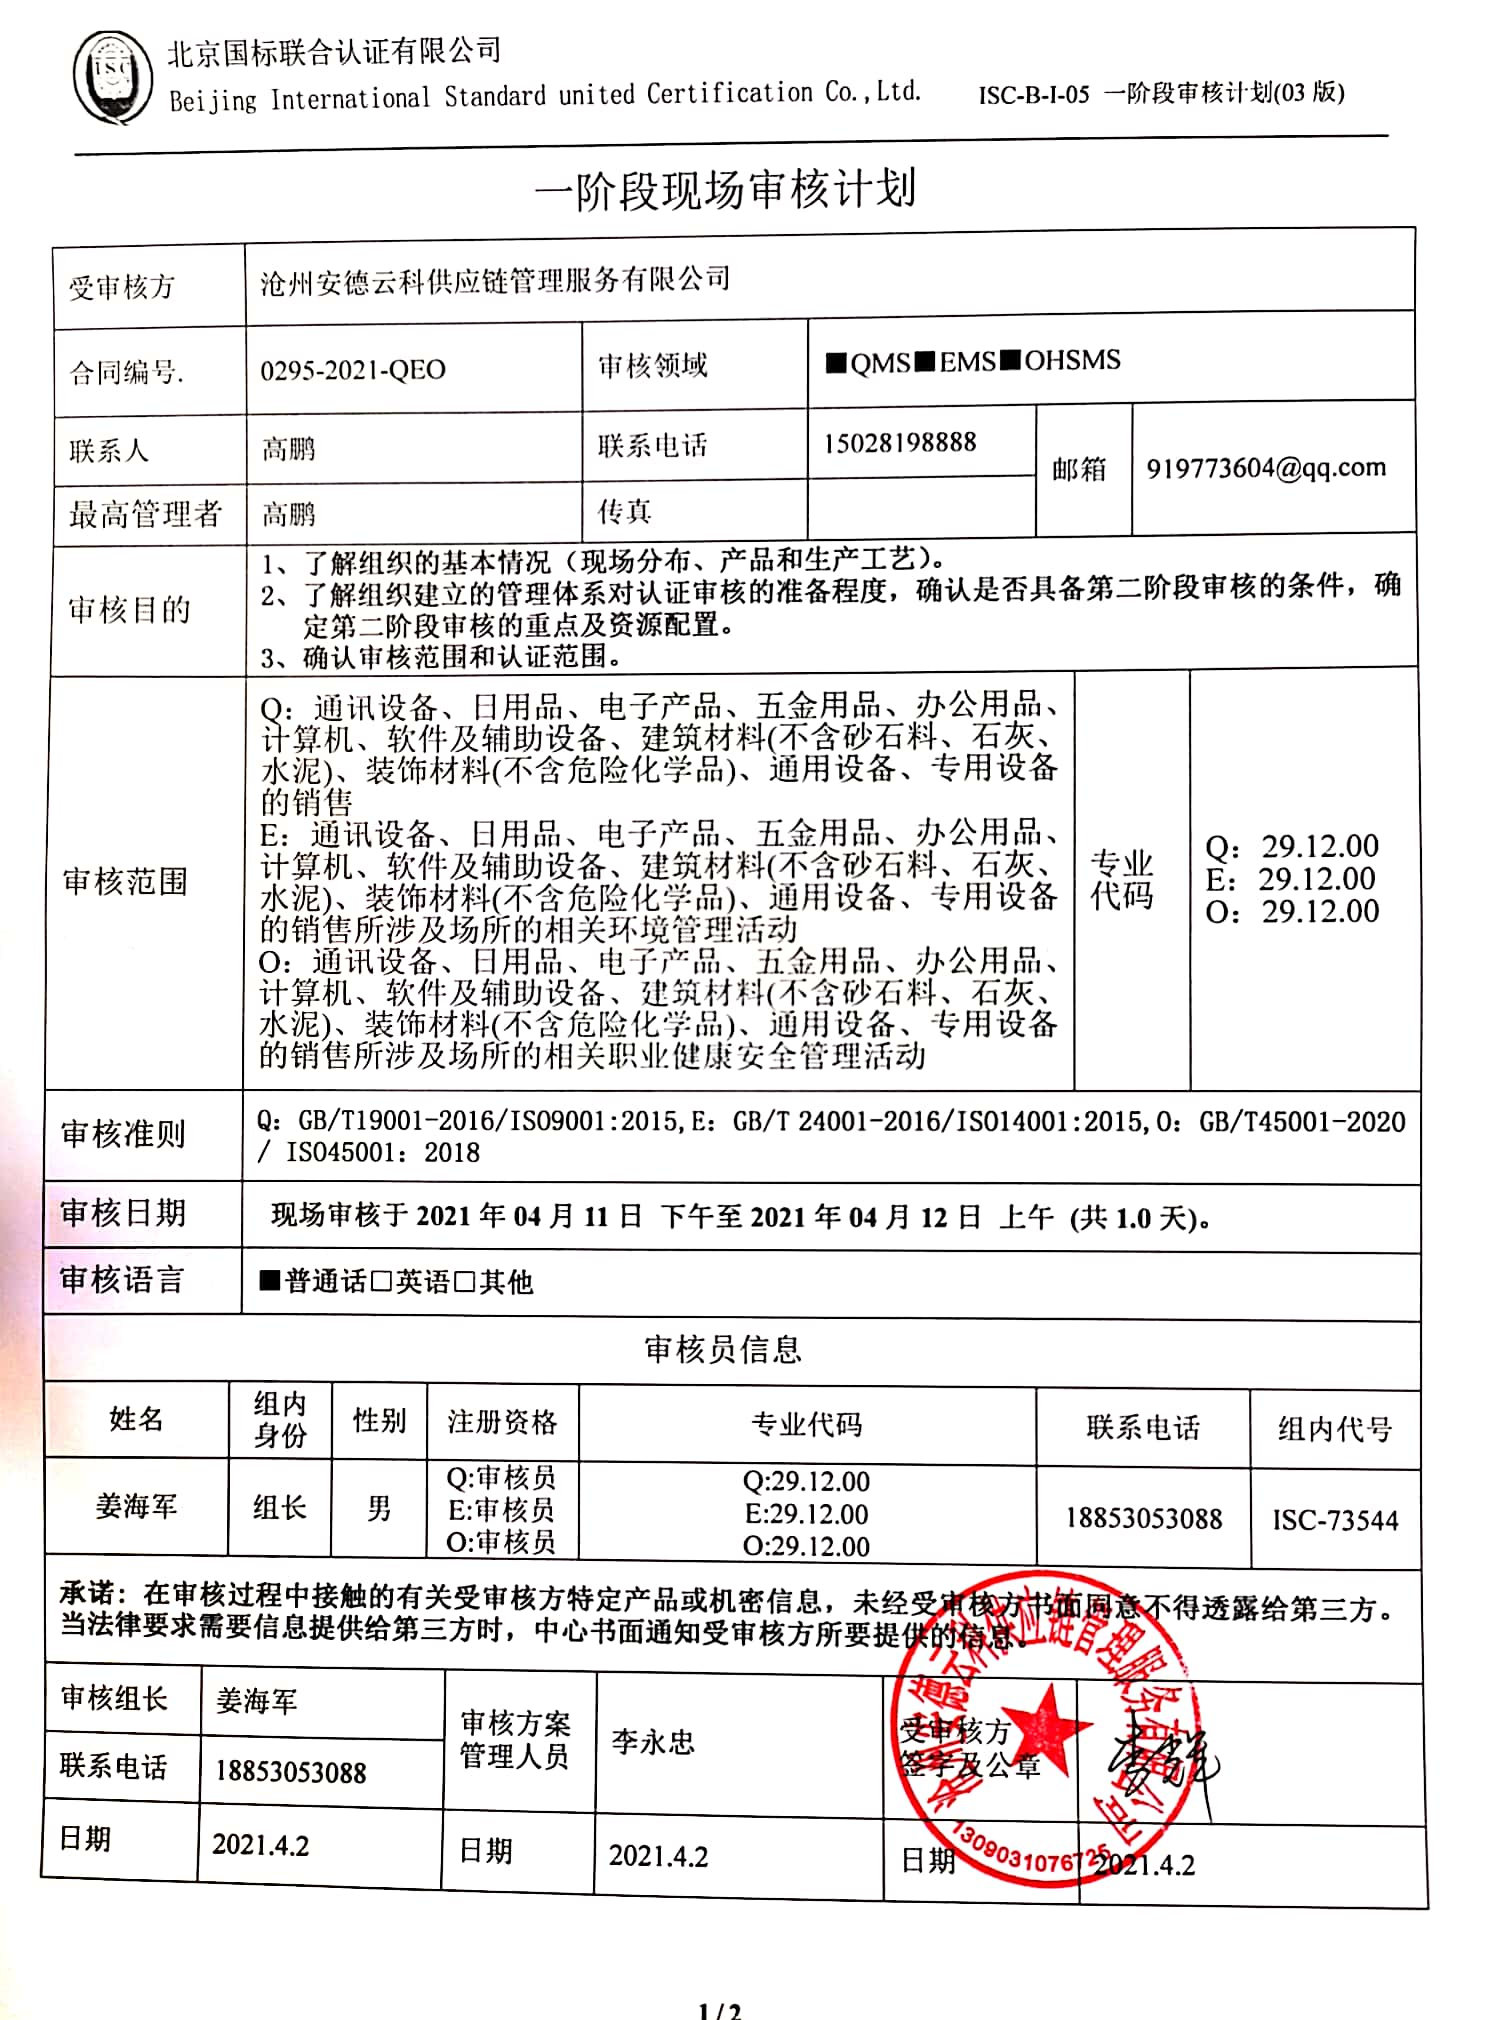 ISC
北京国标联合认证有限公司
Beijing International Standard united Certification Co.,Ltd.
ISC-B-I-05 一阶段审核计划(03 版)
一阶段现场审核计划
受审核方
沧州安德云科供应链管理服务有限公司
合同编号.
0295-2021-QEO
审核领域
■QMS■EMS■OHSMS
联系人
高鹏
联系电话
15028198888
邮箱
919773604@qq.com
最高管理者
高鹏
传真
审核目的
1、了解组织的基本情况（现场分布、产品和生产工艺）。
2、了解组织建立的管理体系对认证审核的准备程度，确认是否具备第二阶段审核的条件，确
定第二阶段审核的重点及资源配置。
3、确认审核范围和认证范围。
审核范围
Q：通讯设备、日用品、电子产品、五金用品、办公用品、
计算机、软件及辅助设备、建筑材料(不含砂石料、石灰、
水泥)、装饰材料(不含危险化学品)、通用设备、专用设备
的销售
E：通讯设备、日用品、电子产品、五金用品、办公用品、
计算机、软件及辅助设备、建筑材料(不含砂石料、石灰、
水泥)、装饰材料(不含危险化学品)、通用设备、专用设备
的销售所涉及场所的相关环境管理活动
O：通讯设备、日用品、电子产品、五金用品、办公用品、
计算机、软件及辅助设备、建筑材料(不含砂石料、石灰、
水泥)、装饰材料(不含危险化学品)、通用设备、专用设备
的销售所涉及场所的相关职业健康安全管理活动
专业
代码
Q：29.12.00
E：29.12.00
O：29.12.00
审核准则
Q：GB/T19001-2016/ISO9001:2015,E：GB/T 24001-2016/ISO14001:2015,O：GB/T45001-2020
/ ISO45001：2018
审核日期
现场审核于 2021 年 04 月 11 日 下午至 2021 年 04 月 12 日 上午 (共 1.0 天)。
审核语言
■普通话□英语□其他
审核员信息
姓名
组内
身份
性别
注册资格
专业代码
联系电话
组内代号
姜海军
组长
男
Q:审核员
E:审核员
O:审核员
Q:29.12.00
E:29.12.00
O:29.12.00
18853053088
ISC-73544
承诺：在审核过程中接触的有关受审核方特定产品或机密信息，未经受审核方书面同意不得透露给第三方。
当法律要求需要信息提供给第三方时，中心书面通知受审核方所要提供的信息。
审核组长
姜海军
审核方案
管理人员
李永忠
受审核方
签字及公章
联系电话
18853053088
日期
2021.4.2
日期
2021.4.2
日期
2021.4.2
沧州安德云科供应链管理服务有限公司
1309031076725
1/2